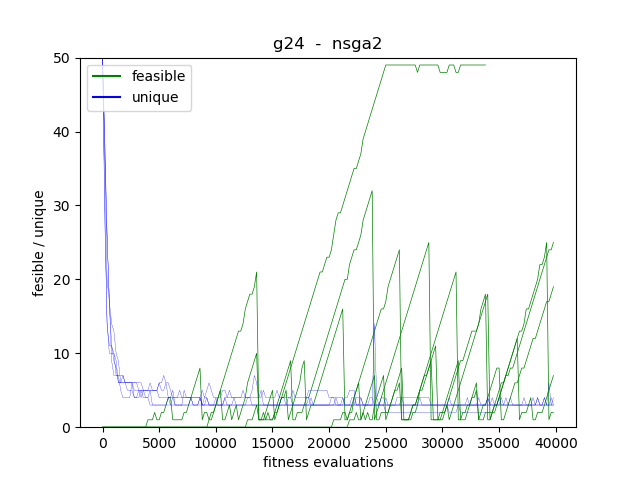 g24 - nsga2
feasible
unique
fesible / unique
50
40
30
20
10
0
0 5000 10000 15000 20000 25000 30000 35000 40000
fitness evaluations